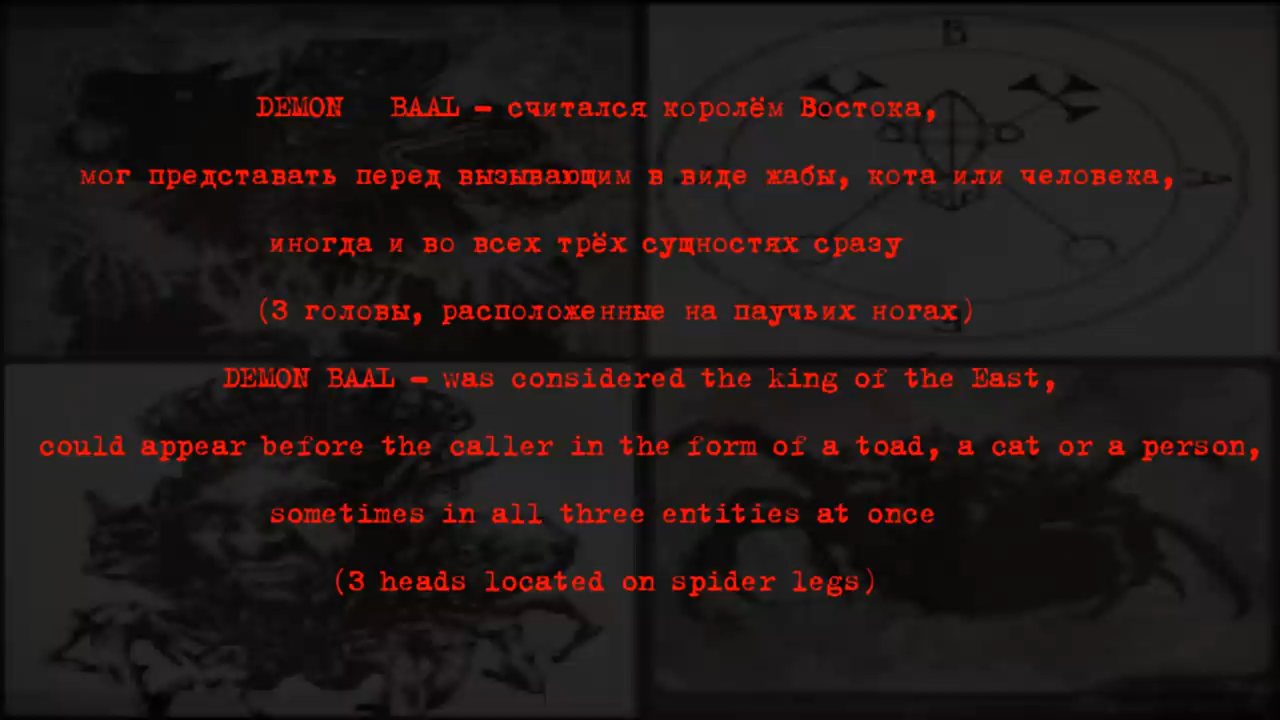 DEMON BAAL – считался королём Востока,
мог представать перед вызывающим в виде жабы, кота или человека,
иногда и во всех трёх сущностях сразу
(3 головы, расположенные на паучьих ногах)
DEMON BAAL – was considered the king of the East,
could appear before the caller in the form of a toad, a cat or a person,
sometimes in all three entities at once
(3 heads located on spider legs)